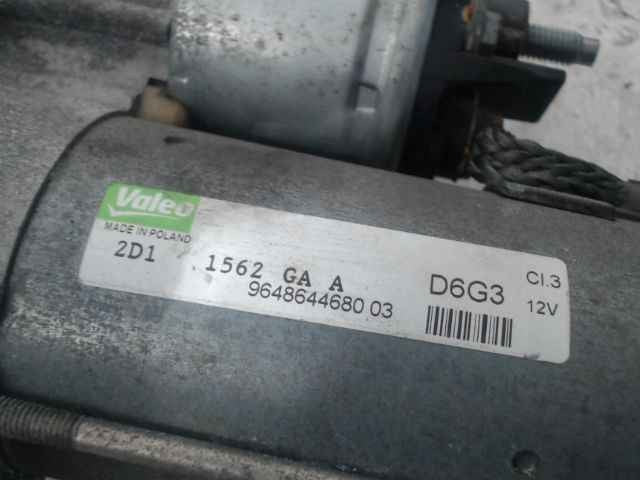 Valeo
MADE IN POLAND
2D1 1562 GA A
9648644680 03
D6G3
Cl.3
12V